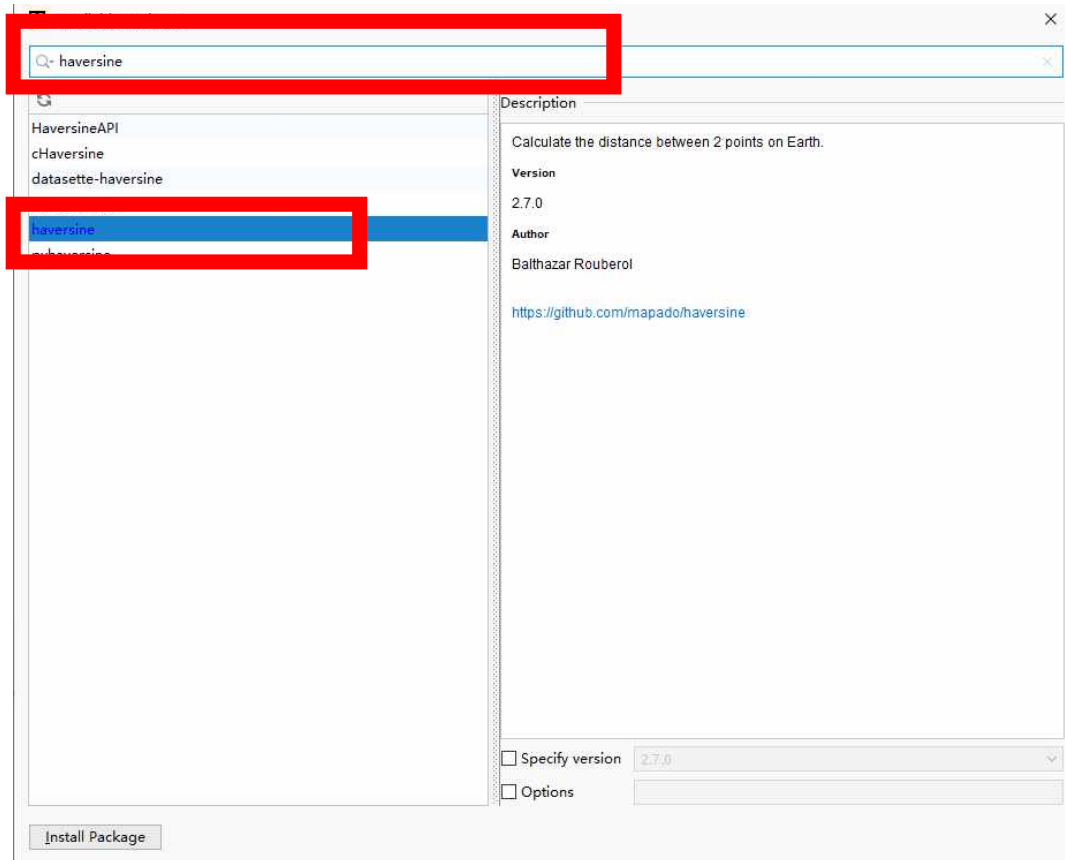 haversine
Description
HaversineAPI
cHaversine
datasette-haversine
haversine
Calculate the distance between 2 points on Earth.
Version
2.7.0
Author
Balthazar Rouberol
https://github.com/mapado/haversine
Specify version 2.7.0
Options
Install Package